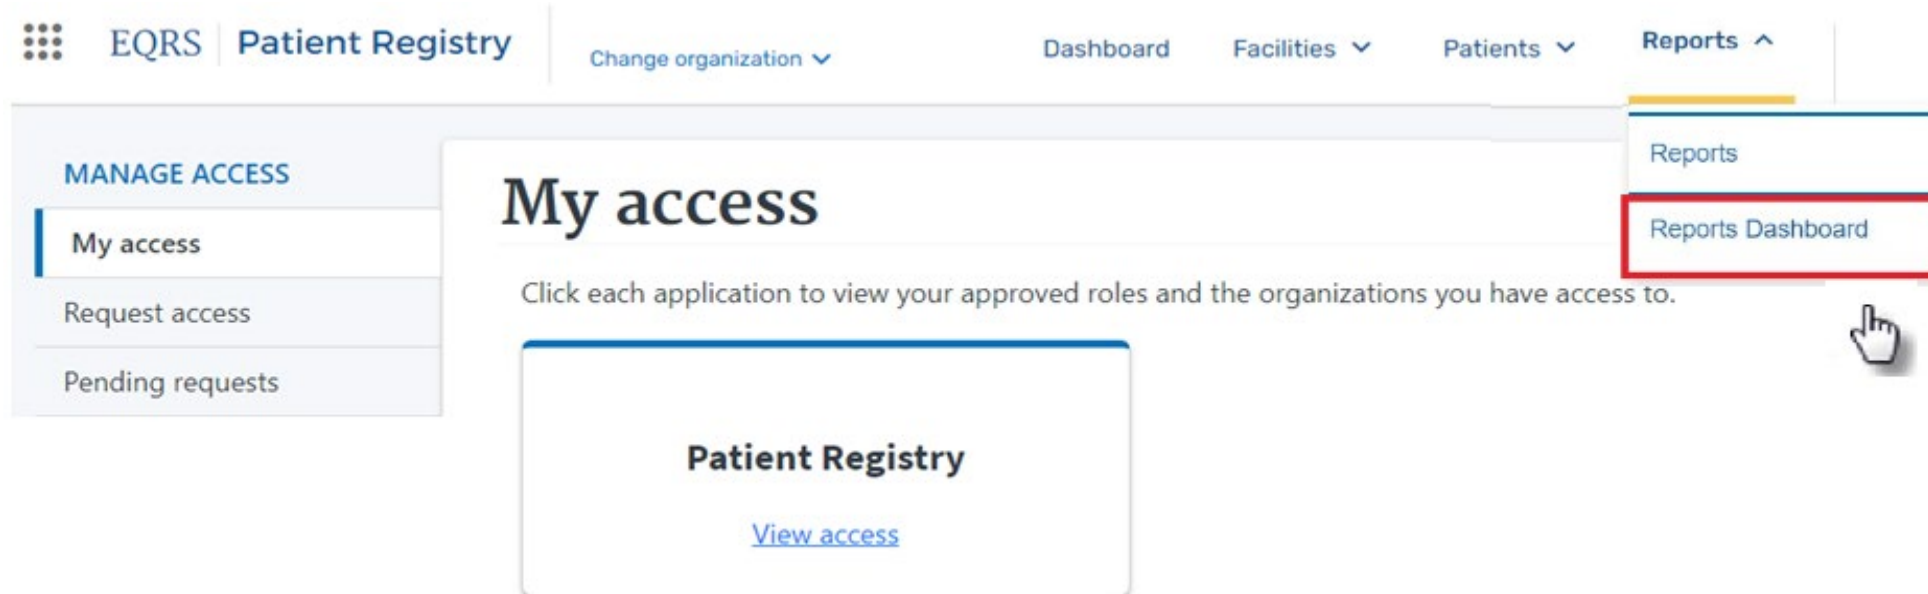 EQRS Patient Registry
Change organization
Dashboard
Facilities
Patients
Reports
Reports
Reports Dashboard
MANAGE ACCESS
My access
Request access
Pending requests
My access
Click each application to view your approved roles and the organizations you have access to.
Patient Registry
View access